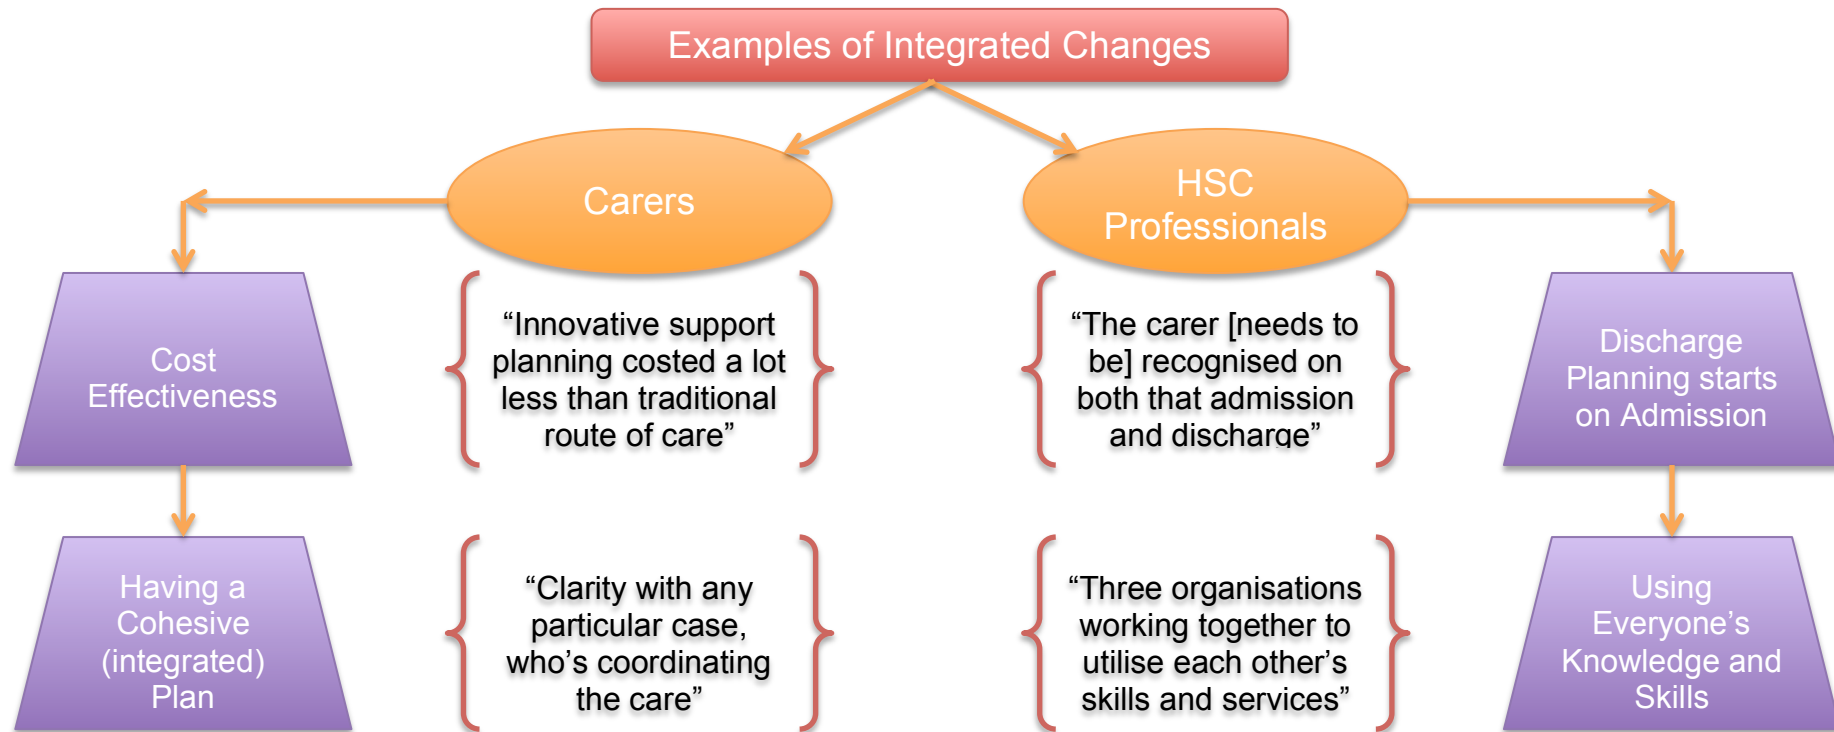 Examples of Integrated Changes
Carers
HSC
Professionals
Cost
Effectiveness
“Innovative support
planning costed a lot
less than traditional
route of care”
“The carer [needs to
be] recognised on
both that admission
and discharge”
Discharge
Planning starts
on Admission
Having a
Cohesive
(integrated)
Plan
“Clarity with any
particular case,
who’s coordinating
the care”
“Three organisations
working together to
utilise each other’s
skills and services”
Using
Everyone’s
Knowledge and
Skills